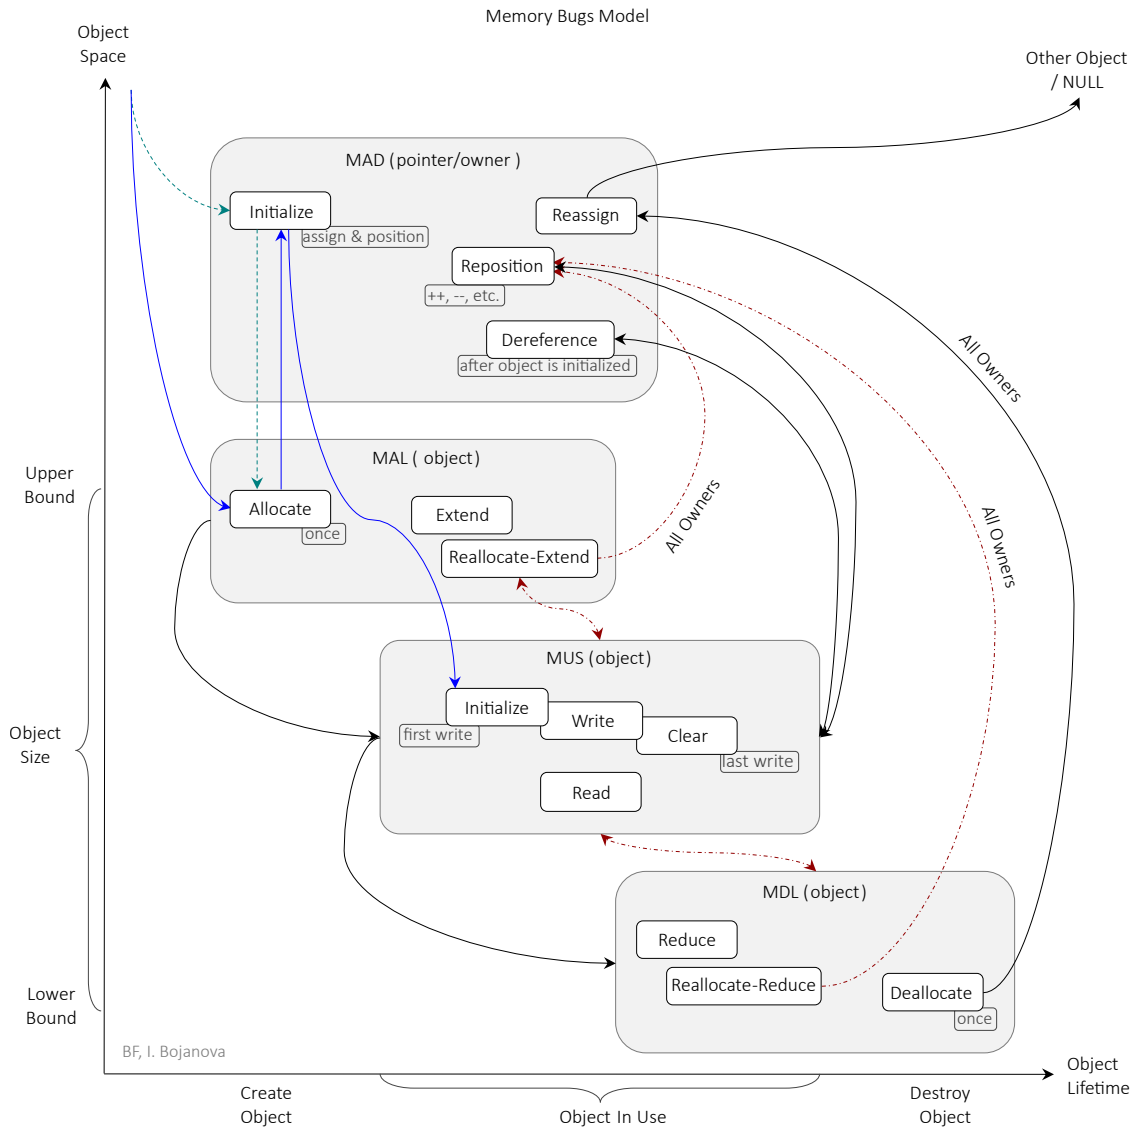 Memory Bugs Model
Object
Space
Other Object
/ NULL
MAD (pointer/owner )
Initialize
assign & position
Reassign
Reposition
++, --, etc.
Dereference
after object is initialized
All Owners
Upper
Bound
MAL ( object)
Allocate
once
Extend
Reallocate-Extend
All Owners
All Owners
MUS (object)
Initialize
first write
Write
Clear
last write
Read
Object
Size
MDL (object)
Reduce
Reallocate-Reduce
Deallocate
once
Lower
Bound
BF, I. Bojanova
Object
Lifetime
Create
Object
Object In Use
Destroy
Object